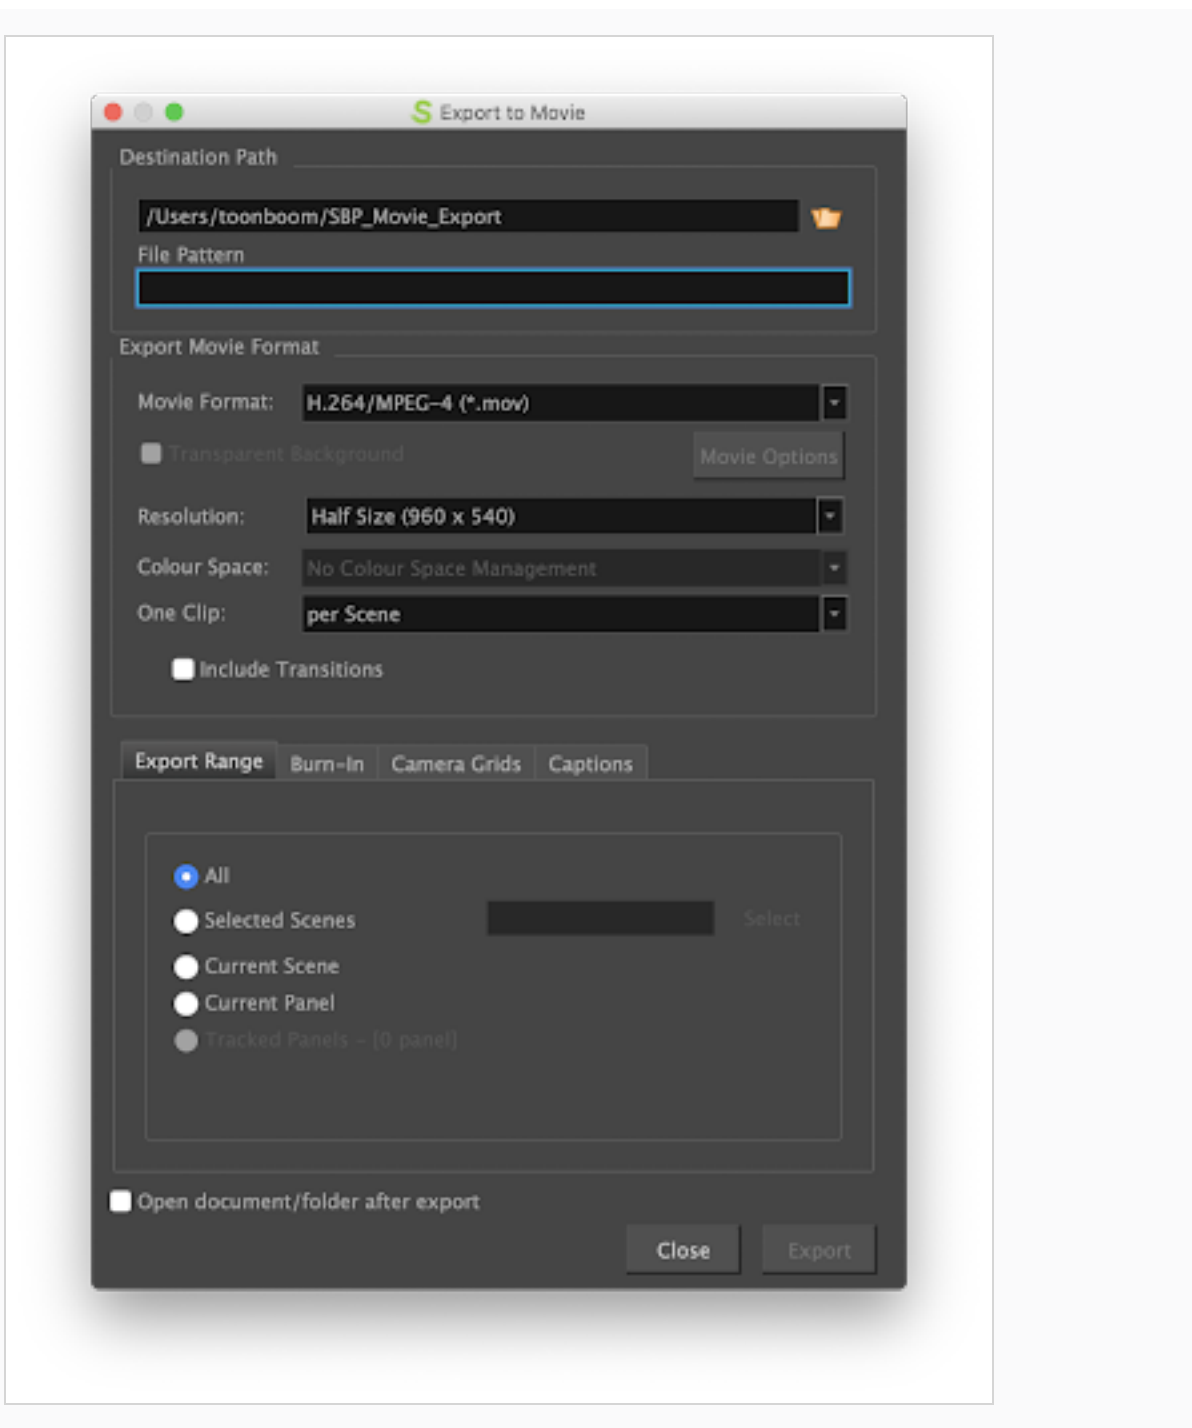 Export to Movie
Destination Path
/Users/toonboom/SBP_Movie_Export
File Pattern
Export Movie Format
Movie Format: H.264/MPEG-4 (*.mov)
Transparent Background Movie Options
Resolution: Half Size (960 x 540)
Colour Space: No Colour Space Management
One Clip: per Scene
Include Transitions
Export Range Burn-In Camera Grids Captions
All
Selected Scenes Select
Current Scene
Current Panel
Tracked Panels - [0 panel]
Open document/folder after export
Close Export